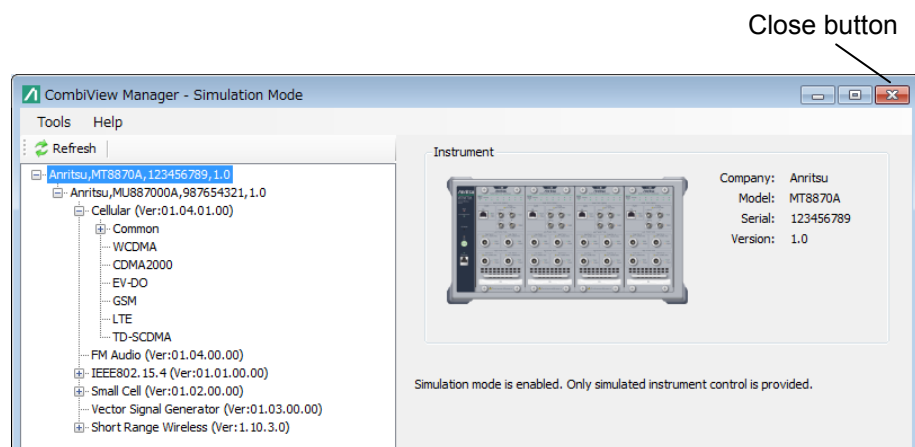 Close button
CombiView Manager - Simulation Mode
Tools Help
Refresh
Anritsu,MT8870A,123456789,1.0
Anritsu,MU887000A,987654321,1.0
Cellular (Ver:01.04.01.00)
Common
WCDMA
CDMA2000
EV-DO
GSM
LTE
TD-SCDMA
FM Audio (Ver:01.04.00.00)
IEEE802.15.4 (Ver:01.01.00.00)
Small Cell (Ver:01.02.00.00)
Vector Signal Generator (Ver:01.03.00.00)
Short Range Wireless (Ver:1.10.3.0)
Instrument
Company: Anritsu
Model: MT8870A
Serial: 123456789
Version: 1.0
Simulation mode is enabled. Only simulated instrument control is provided.